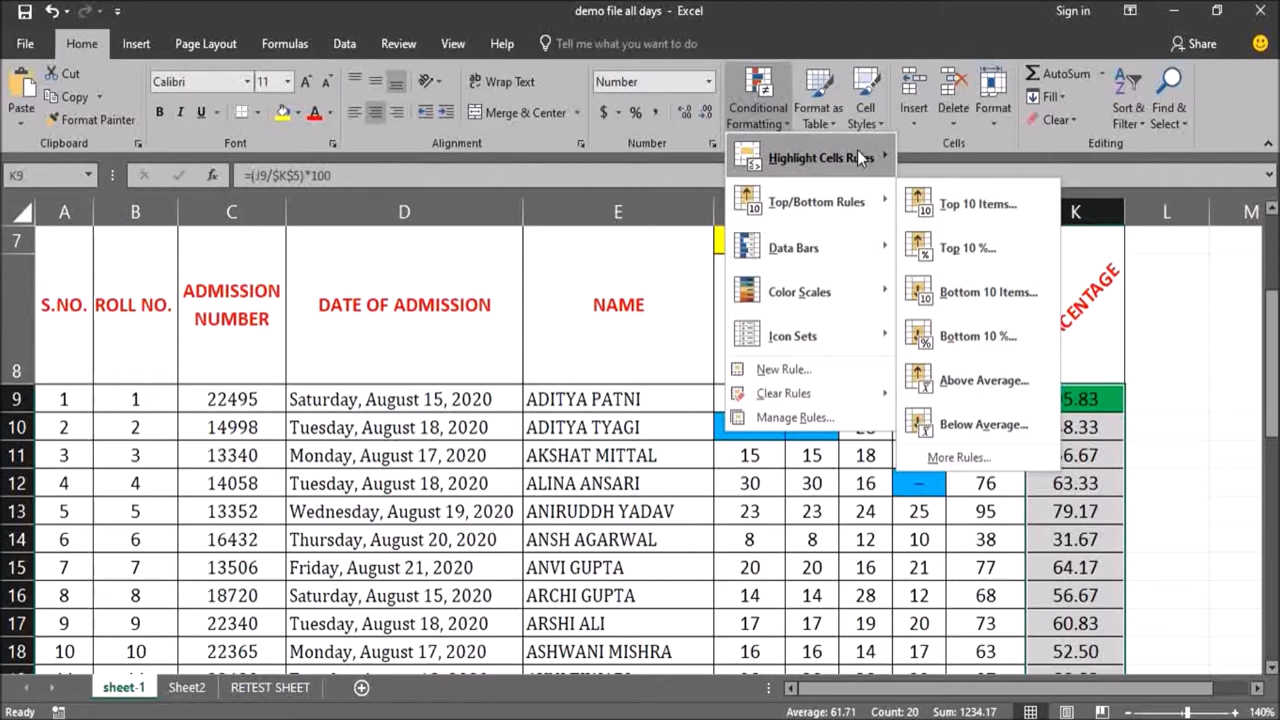 demo file all days - Excel
Sign in
File Home Insert Page Layout Formulas Data Review View Help Tell me what you want to do Share
Paste
Cut
Copy
Format Painter
Clipboard
Calibri 11
B I U
Font
Wrap Text
Merge & Center
Alignment
Number
$ % ,
Number
Conditional Formatting
Format as Table
Cell Styles
Insert
Delete
Format
Cells
AutoSum
Fill
Clear
Sort & Filter
Find & Select
K9 fx =(J9/$K$5)*100
Highlight Cells Rules
Top/Bottom Rules
Data Bars
Color Scales
Icon Sets
New Rule...
Clear Rules
Manage Rules...
Top 10 Items...
Top 10 %...
Bottom 10 Items...
Bottom 10 %...
Above Average...
Below Average...
More Rules...
A B C D E K L M
7
8 S.NO. ROLL NO. ADMISSION NUMBER DATE OF ADMISSION NAME
9 1 1 22495 Saturday, August 15, 2020 ADITYA PATNI 5.83
10 2 2 14998 Tuesday, August 18, 2020 ADITYA TYAGI 8.33
11 3 3 13340 Monday, August 17, 2020 AKSHAT MITTAL 15 15 18 6.67
12 4 4 14058 Tuesday, August 18, 2020 ALINA ANSARI 30 30 16 – 76 63.33
13 5 5 13352 Wednesday, August 19, 2020 ANIRUDDH YADAV 23 23 24 25 95 79.17
14 6 6 16432 Thursday, August 20, 2020 ANSH AGARWAL 8 8 12 10 38 31.67
15 7 7 13506 Friday, August 21, 2020 ANVI GUPTA 20 20 16 21 77 64.17
16 8 8 18720 Saturday, August 15, 2020 ARCHI GUPTA 14 14 28 12 68 56.67
17 9 9 22340 Tuesday, August 18, 2020 ARSHI ALI 17 17 19 20 73 60.83
18 10 10 22365 Monday, August 17, 2020 ASHWANI MISHRA 16 16 14 17 63 52.50
sheet-1 Sheet2 RETEST SHEET
Ready Average: 61.71 Count: 20 Sum: 1234.17 140%